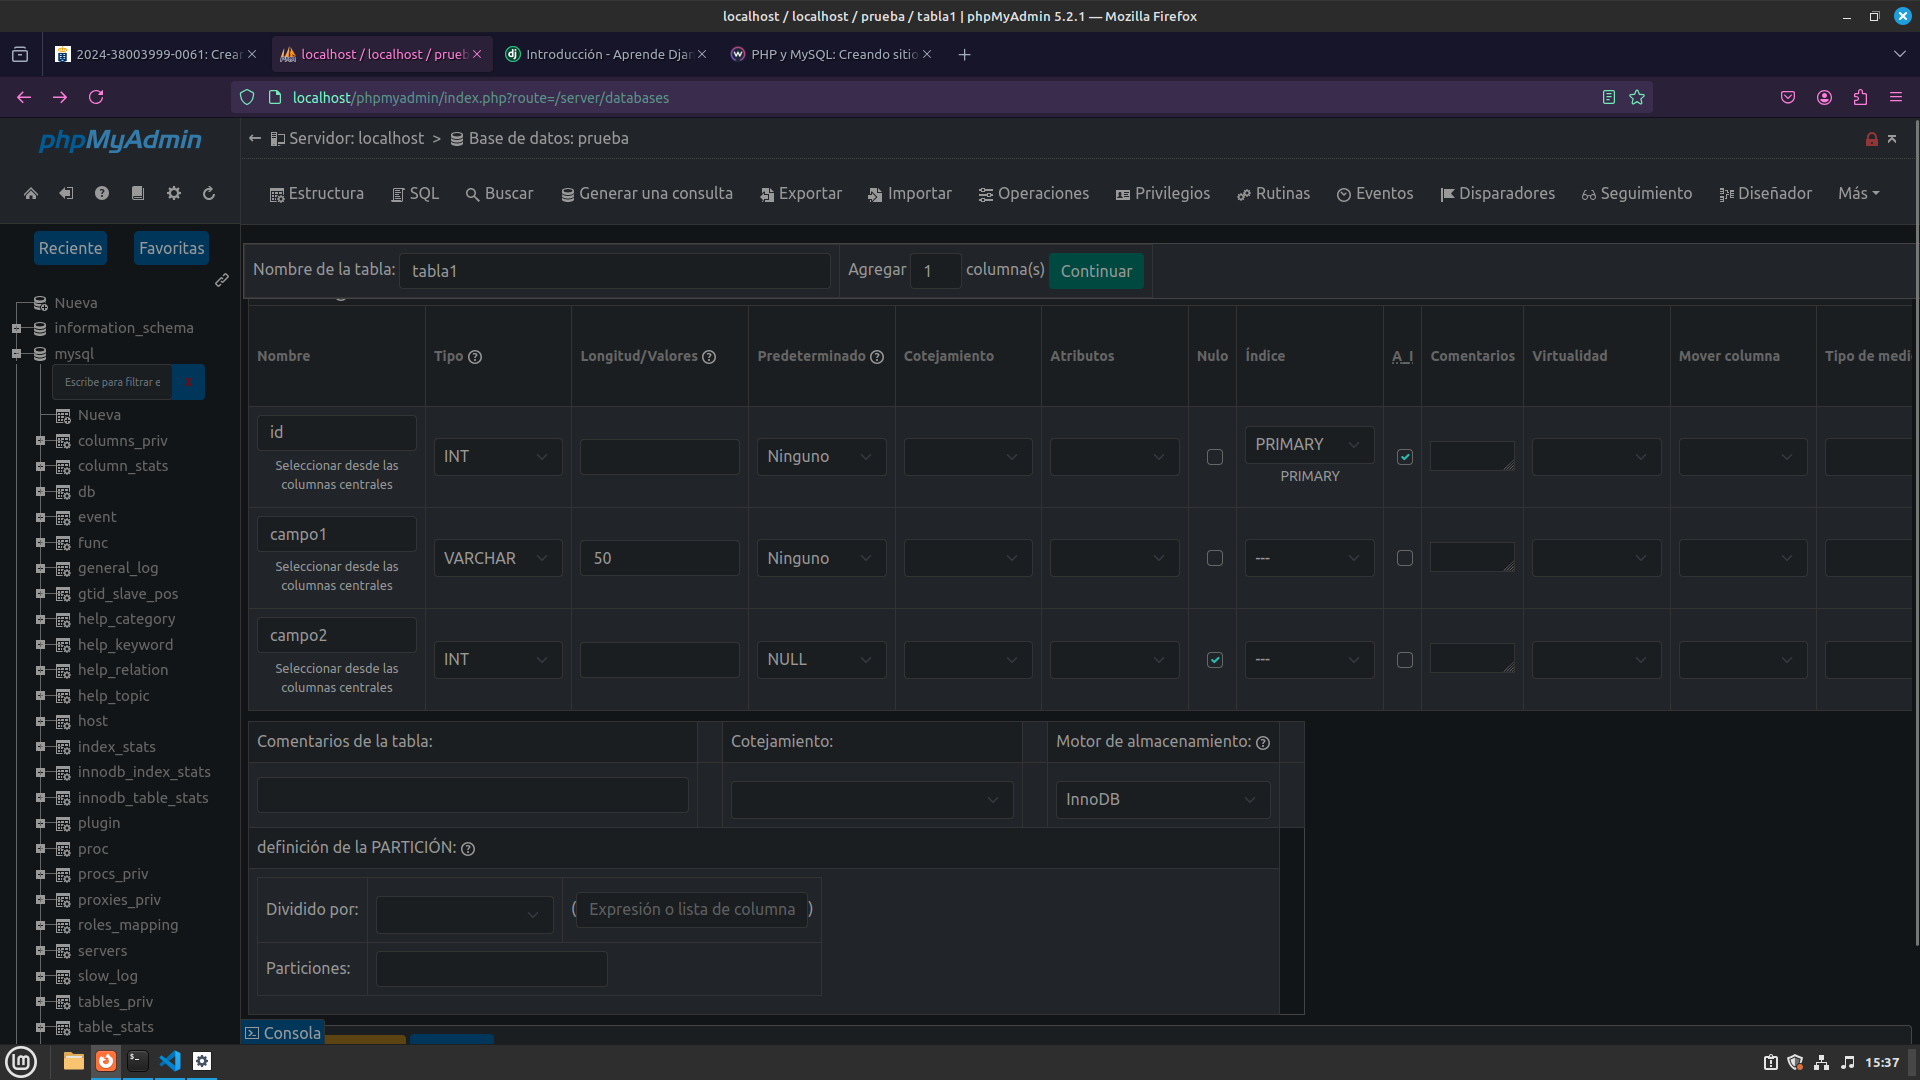 localhost / localhost / prueba / tabla1 | phpMyAdmin 5.2.1 — Mozilla Firefox
2024-38003999-0061: Crear
localhost / localhost / prueb
Introducción - Aprende Djan
PHP y MySQL: Creando sitio
localhost/phpmyadmin/index.php?route=/server/databases
phpMyAdmin
Servidor: localhost > Base de datos: prueba
Estructura SQL Buscar Generar una consulta Exportar Importar Operaciones Privilegios Rutinas Eventos Disparadores Seguimiento Diseñador Más
Reciente Favoritas
Nueva
information_schema
mysql
Escribe para filtrar e X
Nueva
columns_priv
column_stats
db
event
func
general_log
gtid_slave_pos
help_category
help_keyword
help_relation
help_topic
host
index_stats
innodb_index_stats
innodb_table_stats
plugin
proc
procs_priv
proxies_priv
roles_mapping
servers
slow_log
tables_priv
table_stats
Nombre de la tabla: tabla1 Agregar 1 columna(s) Continuar
Nombre Tipo Longitud/Valores Predeterminado Cotejamiento Atributos Nulo Índice A_I Comentarios Virtualidad Mover columna Tipo de medi
id INT Ninguno PRIMARY
Seleccionar desde las
columnas centrales
PRIMARY
campo1 VARCHAR 50 Ninguno ---
Seleccionar desde las
columnas centrales
campo2 INT NULL ---
Seleccionar desde las
columnas centrales
Comentarios de la tabla: Cotejamiento: Motor de almacenamiento:
InnoDB
definición de la PARTICIÓN:
Dividido por: ( Expresión o lista de columna )
Particiones:
Consola
15:37